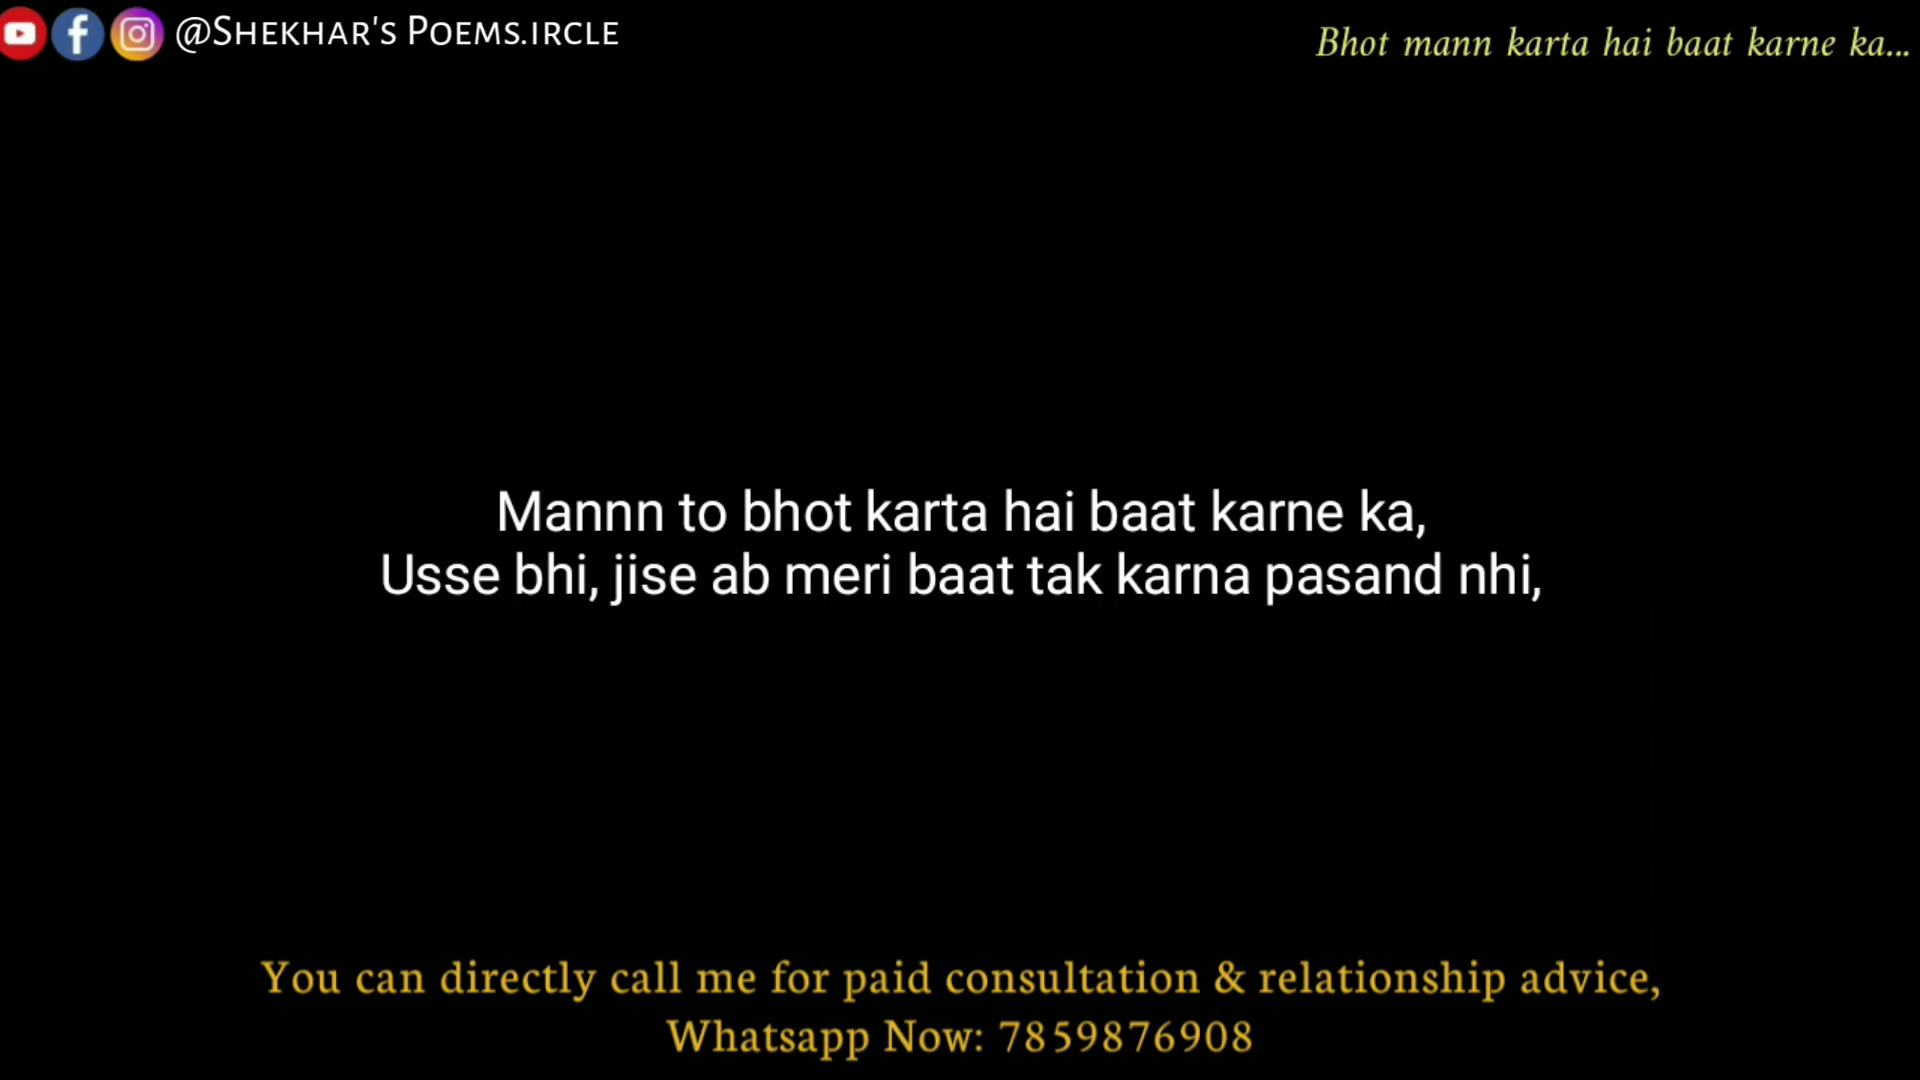 @Shekhar's Poems.ircle
Bhot mann karta hai baat karne ka...
Mannn to bhot karta hai baat karne ka,
Usse bhi, jise ab meri baat tak karna pasand nhi,
You can directly call me for paid consultation & relationship advice,
Whatsapp Now: 7859876908